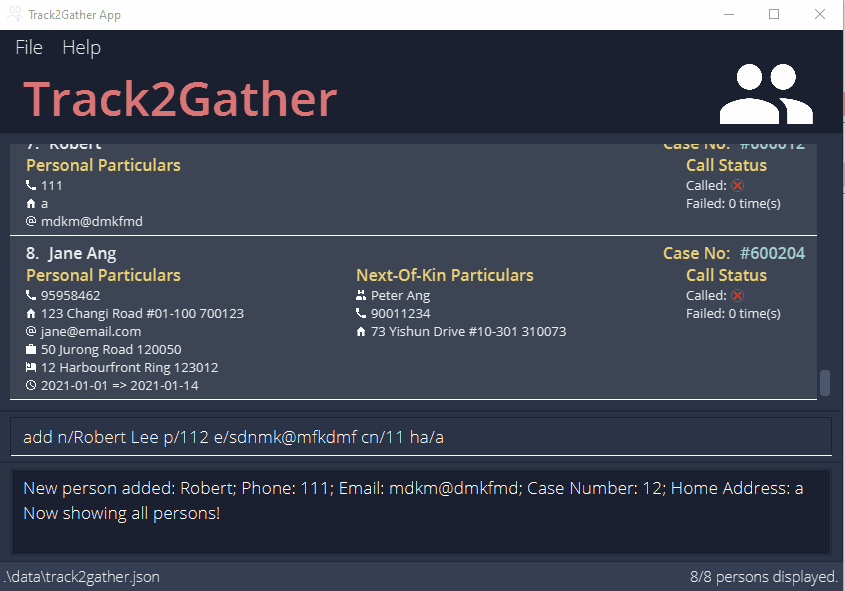 Track2Gather App
File Help
Track2Gather
7. Robert Case No: #000012
Personal Particulars Call Status
111 Called:
a Failed: 0 time(s)
@ mdkm@dmkfmd
8. Jane Ang Case No: #600204
Personal Particulars Next-Of-Kin Particulars Call Status
95958462 Peter Ang Called:
123 Changi Road #01-100 700123 90011234 Failed: 0 time(s)
@ jane@email.com 73 Yishun Drive #10-301 310073
50 Jurong Road 120050
12 Harbourfront Ring 123012
2021-01-01 => 2021-01-14
add n/Robert Lee p/112 e/sdnmk@mfkdmf cn/11 ha/a
New person added: Robert; Phone: 111; Email: mdkm@dmkfmd; Case Number: 12; Home Address: a
Now showing all persons!
.\data\track2gather.json 8/8 persons displayed.